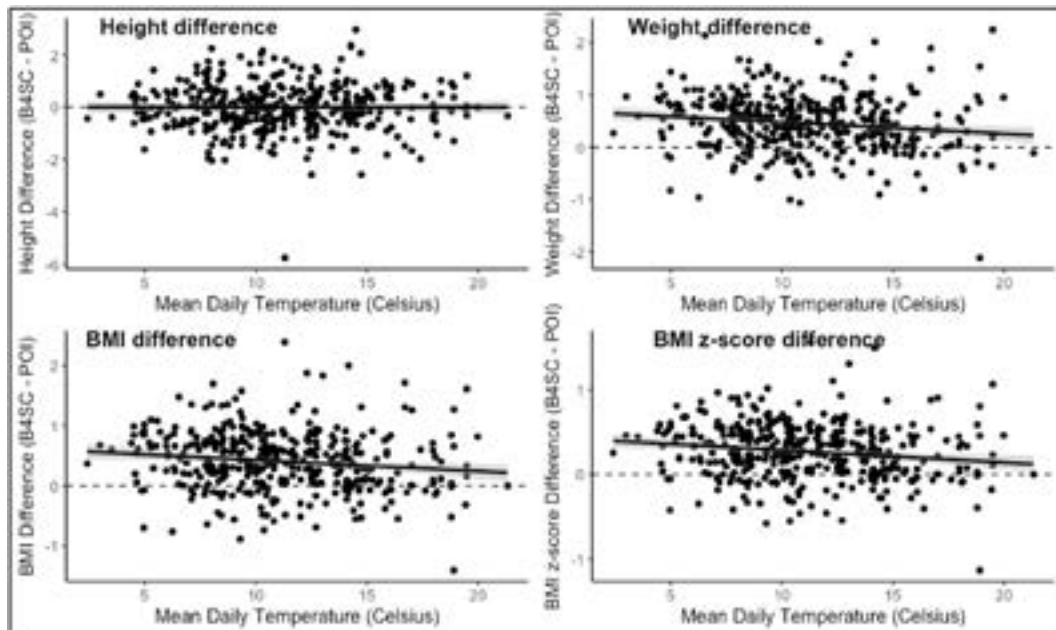 Height difference
Height Difference (B4SC - POI)
2
0
-2
-4
-6
5
10
15
20
Mean Daily Temperature (Celsius)
Weight difference
Weight Difference (B4SC - POI)
2
1
0
-1
-2
5
10
15
20
Mean Daily Temperature (Celsius)
BMI difference
BMI Difference (B4SC - POI)
2
1
0
-1
5
10
15
20
Mean Daily Temperature (Celsius)
BMI z-score difference
BMI z-score Difference (B4SC - POI)
1
0
-1
5
10
15
20
Mean Daily Temperature (Celsius)